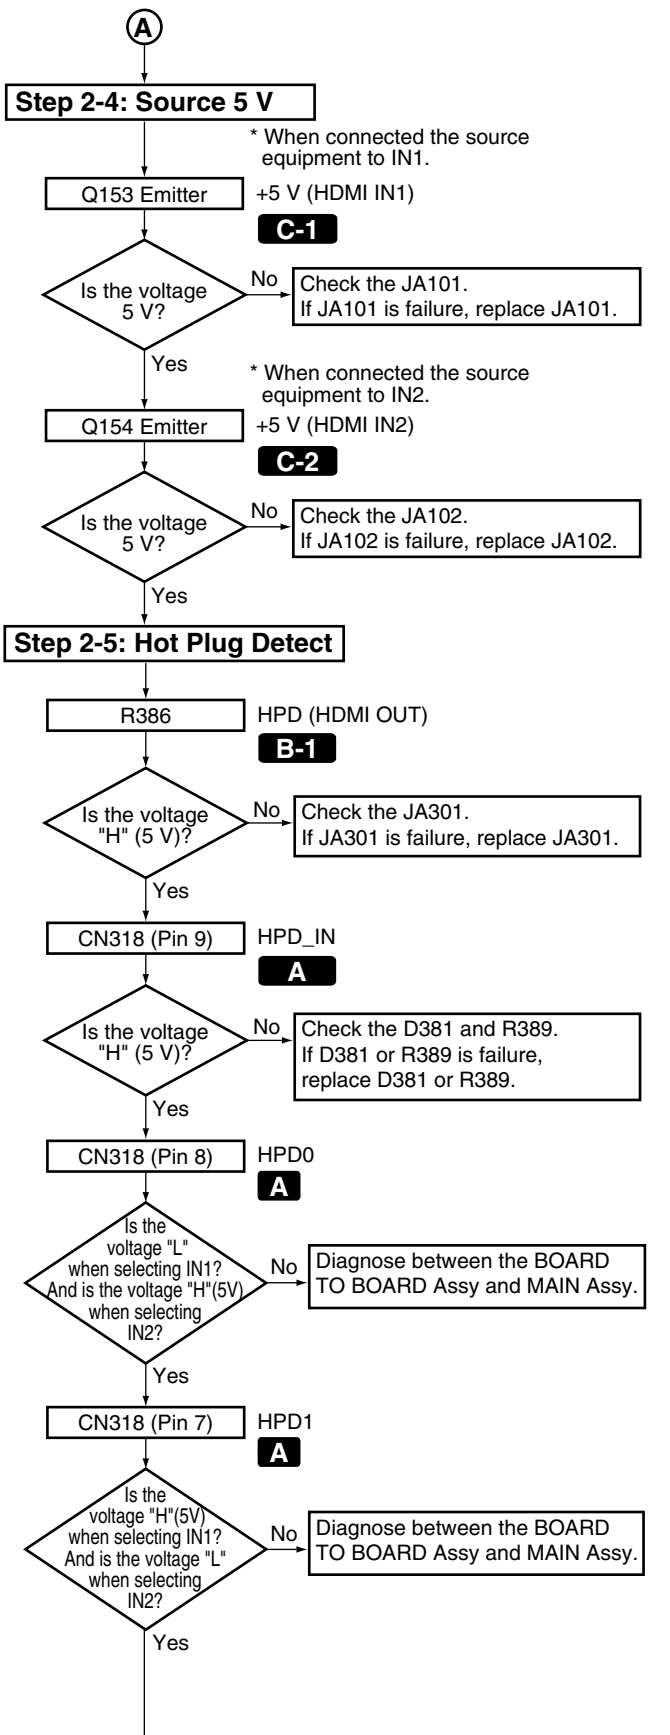 A
Step 2-4: Source 5 V
* When connected the source
equipment to IN1.
Q153 Emitter
+5 V (HDMI IN1)
C-1
Is the voltage
5 V?
No
Check the JA101.
If JA101 is failure, replace JA101.
Yes
* When connected the source
equipment to IN2.
Q154 Emitter
+5 V (HDMI IN2)
C-2
Is the voltage
5 V?
No
Check the JA102.
If JA102 is failure, replace JA102.
Yes
Step 2-5: Hot Plug Detect
R386
HPD (HDMI OUT)
B-1
Is the voltage
"H" (5 V)?
No
Check the JA301.
If JA301 is failure, replace JA301.
Yes
CN318 (Pin 9)
HPD_IN
A
Is the voltage
"H" (5 V)?
No
Check the D381 and R389.
If D381 or R389 is failure,
replace D381 or R389.
Yes
CN318 (Pin 8)
HPD0
A
Is the
voltage "L"
when selecting IN1?
And is the voltage "H"(5V)
when selecting
IN2?
No
Diagnose between the BOARD
TO BOARD Assy and MAIN Assy.
Yes
CN318 (Pin 7)
HPD1
A
Is the
voltage "H"(5V)
when selecting IN1?
And is the voltage "L"
when selecting
IN2?
No
Diagnose between the BOARD
TO BOARD Assy and MAIN Assy.
Yes